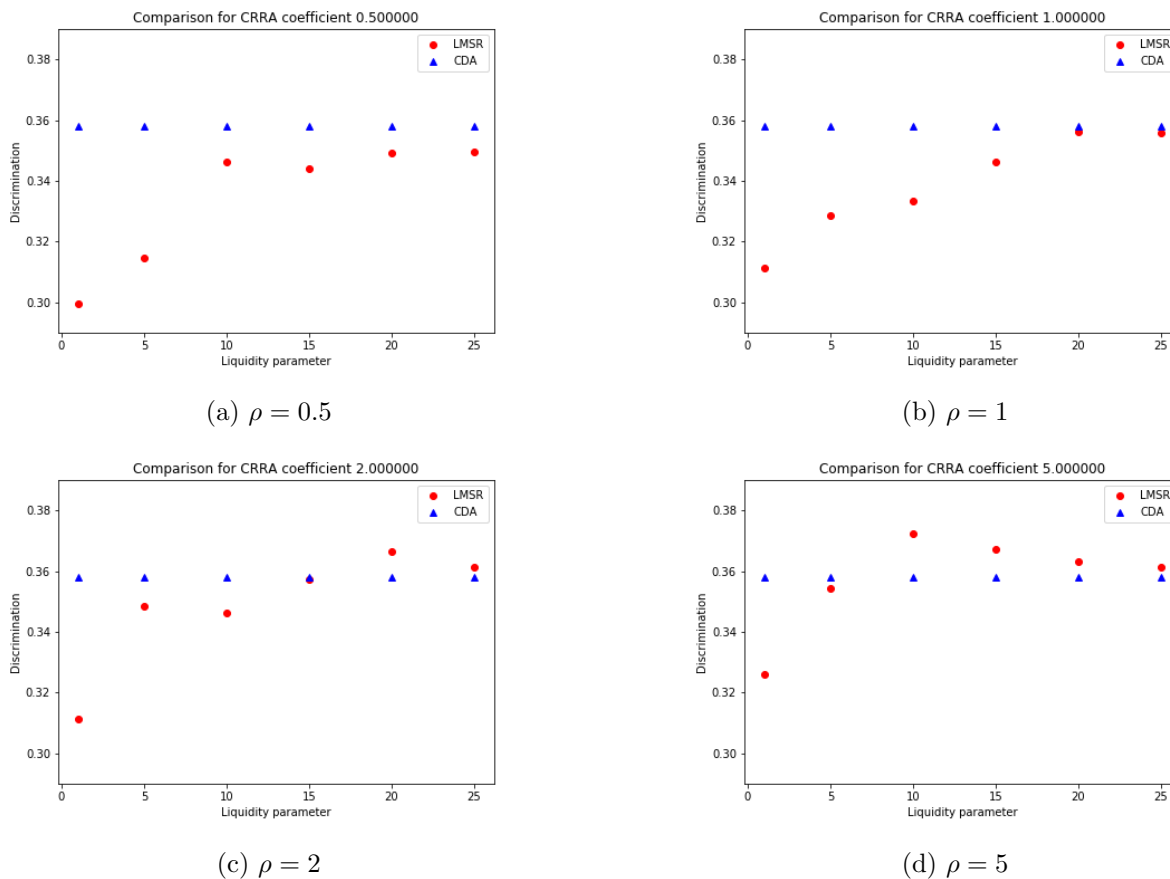 Comparison for CRRA coefficient 0.500000
LMSR
CDA
0.38
0.36
0.34
0.32
0.30
Discrimination
0 5 10 15 20 25
Liquidity parameter
(a) ρ = 0.5
Comparison for CRRA coefficient 1.000000
LMSR
CDA
0.38
0.36
0.34
0.32
0.30
Discrimination
0 5 10 15 20 25
Liquidity parameter
(b) ρ = 1
Comparison for CRRA coefficient 2.000000
LMSR
CDA
0.38
0.36
0.34
0.32
0.30
Discrimination
0 5 10 15 20 25
Liquidity parameter
(c) ρ = 2
Comparison for CRRA coefficient 5.000000
LMSR
CDA
0.38
0.36
0.34
0.32
0.30
Discrimination
0 5 10 15 20 25
Liquidity parameter
(d) ρ = 5